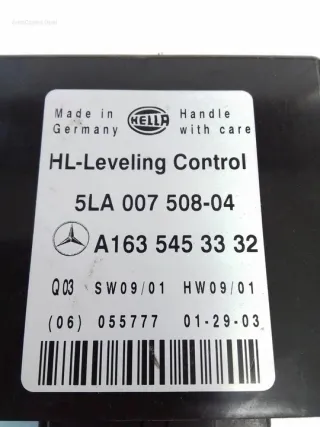 Made in Germany
HELLA
Handle with care
HL-Leveling Control
5LA 007 508-04
A163 545 33 32
Q03 SW09/01 HW09/01
(06) 055777 01-29-03